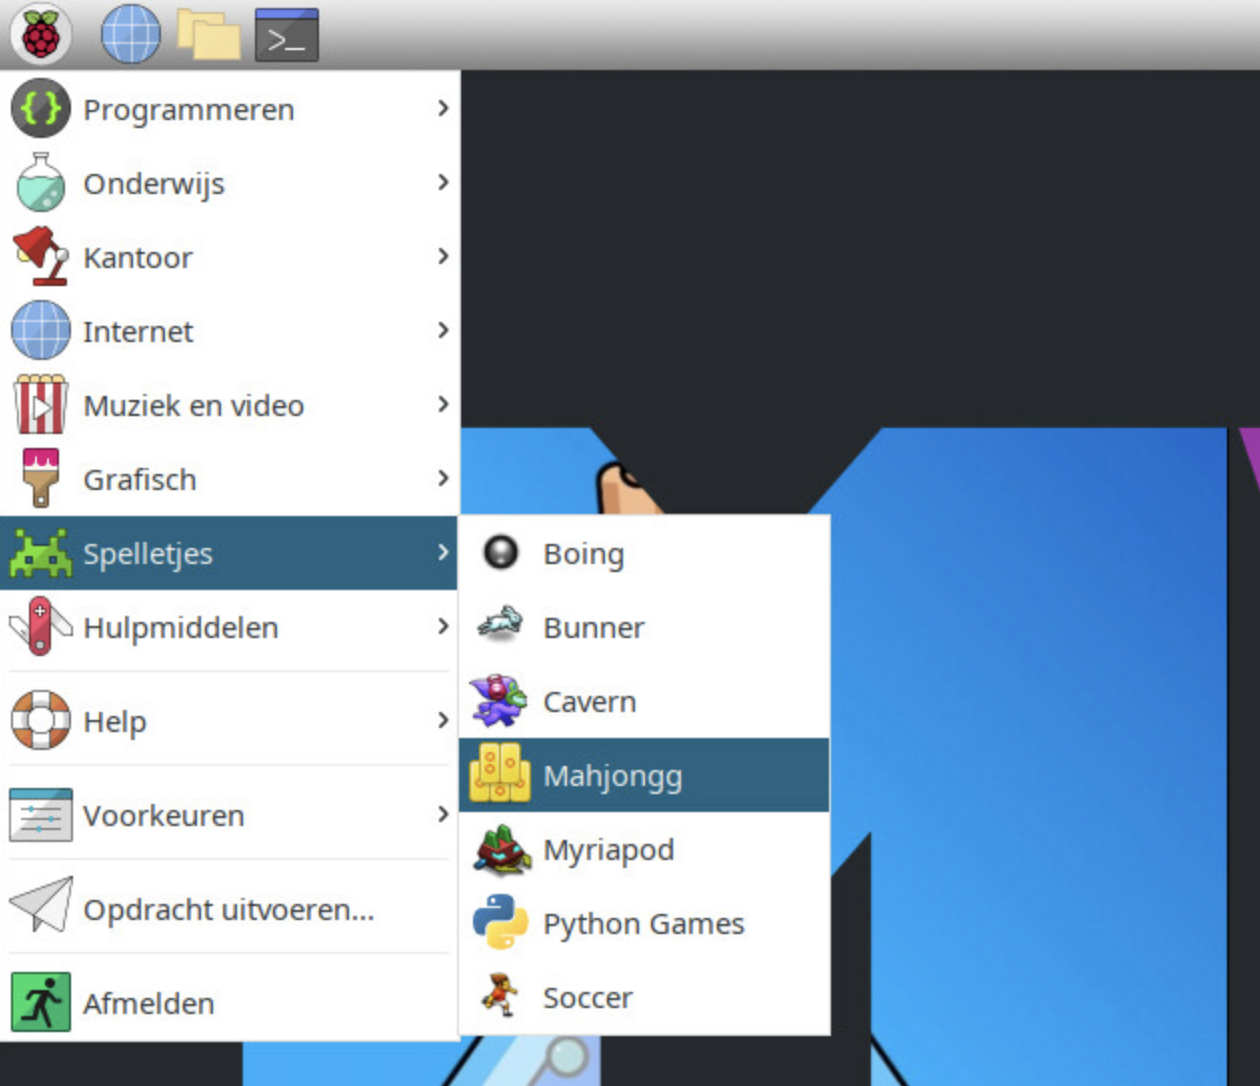 >_
Programmeren
Onderwijs
Kantoor
Internet
Muziek en video
Grafisch
Spelletjes
Hulpmiddelen
Help
Voorkeuren
Opdracht uitvoeren...
Afmelden
Boing
Bunner
Cavern
Mahjongg
Myriapod
Python Games
Soccer